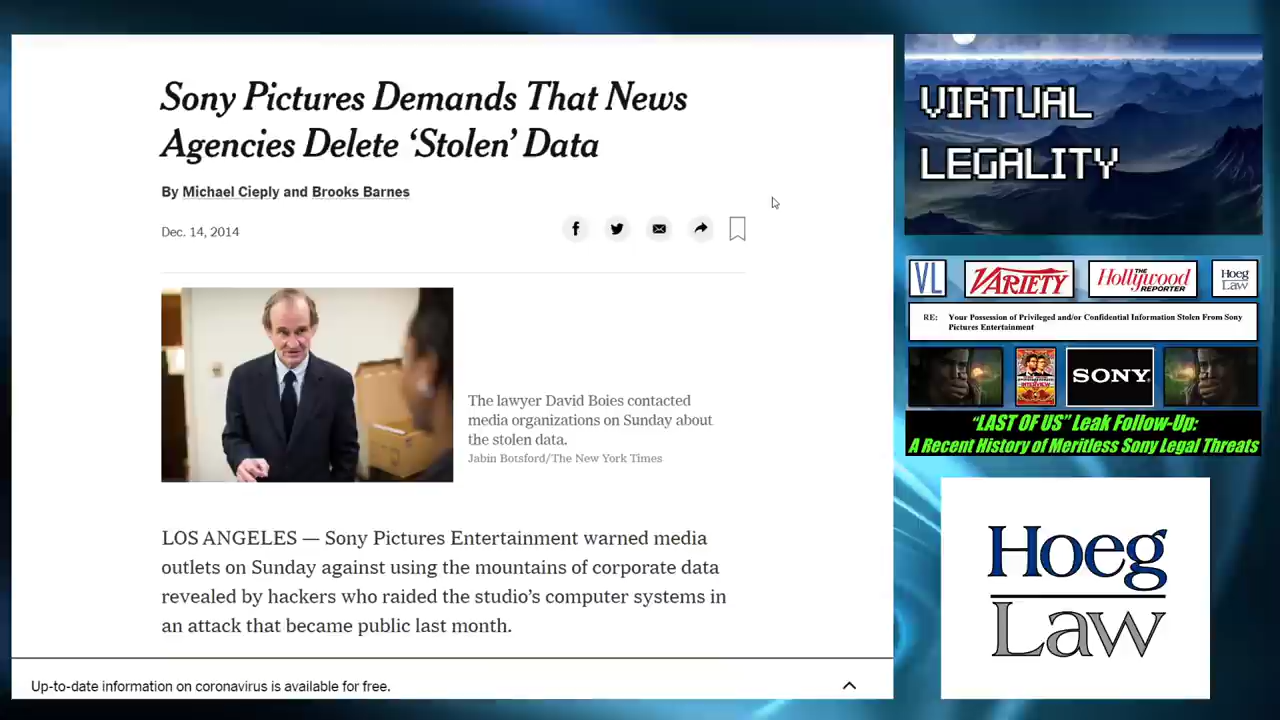 Sony Pictures Demands That News
Agencies Delete ‘Stolen’ Data
By Michael Cieply and Brooks Barnes
Dec. 14, 2014
The lawyer David Boies contacted
media organizations on Sunday about
the stolen data.
Jabin Botsford/The New York Times
LOS ANGELES — Sony Pictures Entertainment warned media
outlets on Sunday against using the mountains of corporate data
revealed by hackers who raided the studio’s computer systems in
an attack that became public last month.
Up-to-date information on coronavirus is available for free.
VIRTUAL
LEGALITY
VL
VARIETY
THE
Hollywood
REPORTER
Hoeg
Law
RE: Your Possession of Privileged and/or Confidential Information Stolen From Sony
Pictures Entertainment
SONY
“LAST OF US” Leak Follow-Up:
A Recent History of Meritless Sony Legal Threats
Hoeg
Law